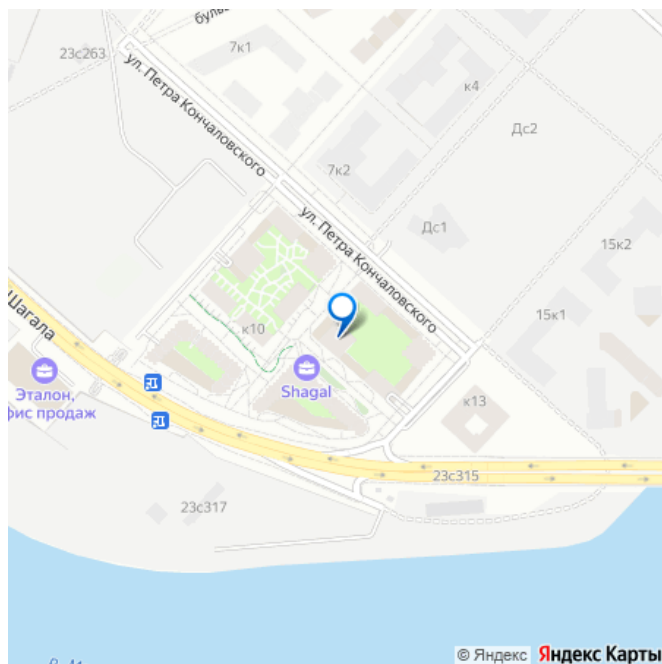 буль
23с263
7к1
ул. Петра Кончаловского
к4
Дс2
7к2
ул. Петра Кончаловского
Дс1
15к2
15к1
Шагала
к10
Shagal
Эталон,
фис продаж
к13
23с315
23с317
© Яндекс Яндекс Карты